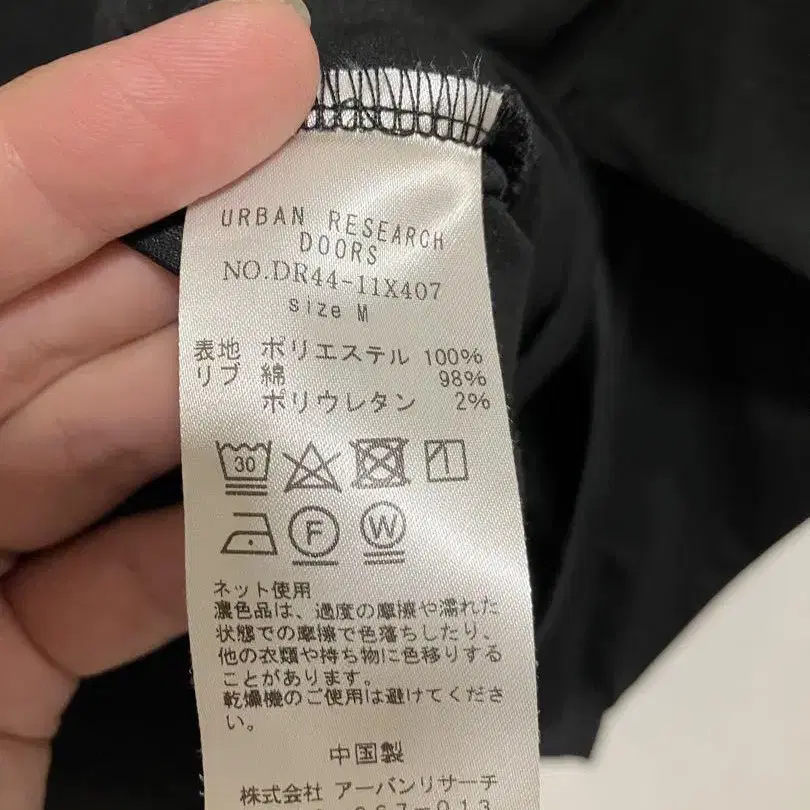 URBAN RESEARCH
DOORS
NO.DR44-11X407
size M
表地 ポリエステル 100%
リブ 綿 98%
ポリウレタン 2%
30
F W
ネット使用
濃色品は、過度の摩擦や濡れた
状態での摩擦で色落ちしたり、
他の衣類や持ち物に色移りする
ことがあります。
乾燥機のご使用は避けてくださ
い。
中国製
株式会社 アーバンリサーチ